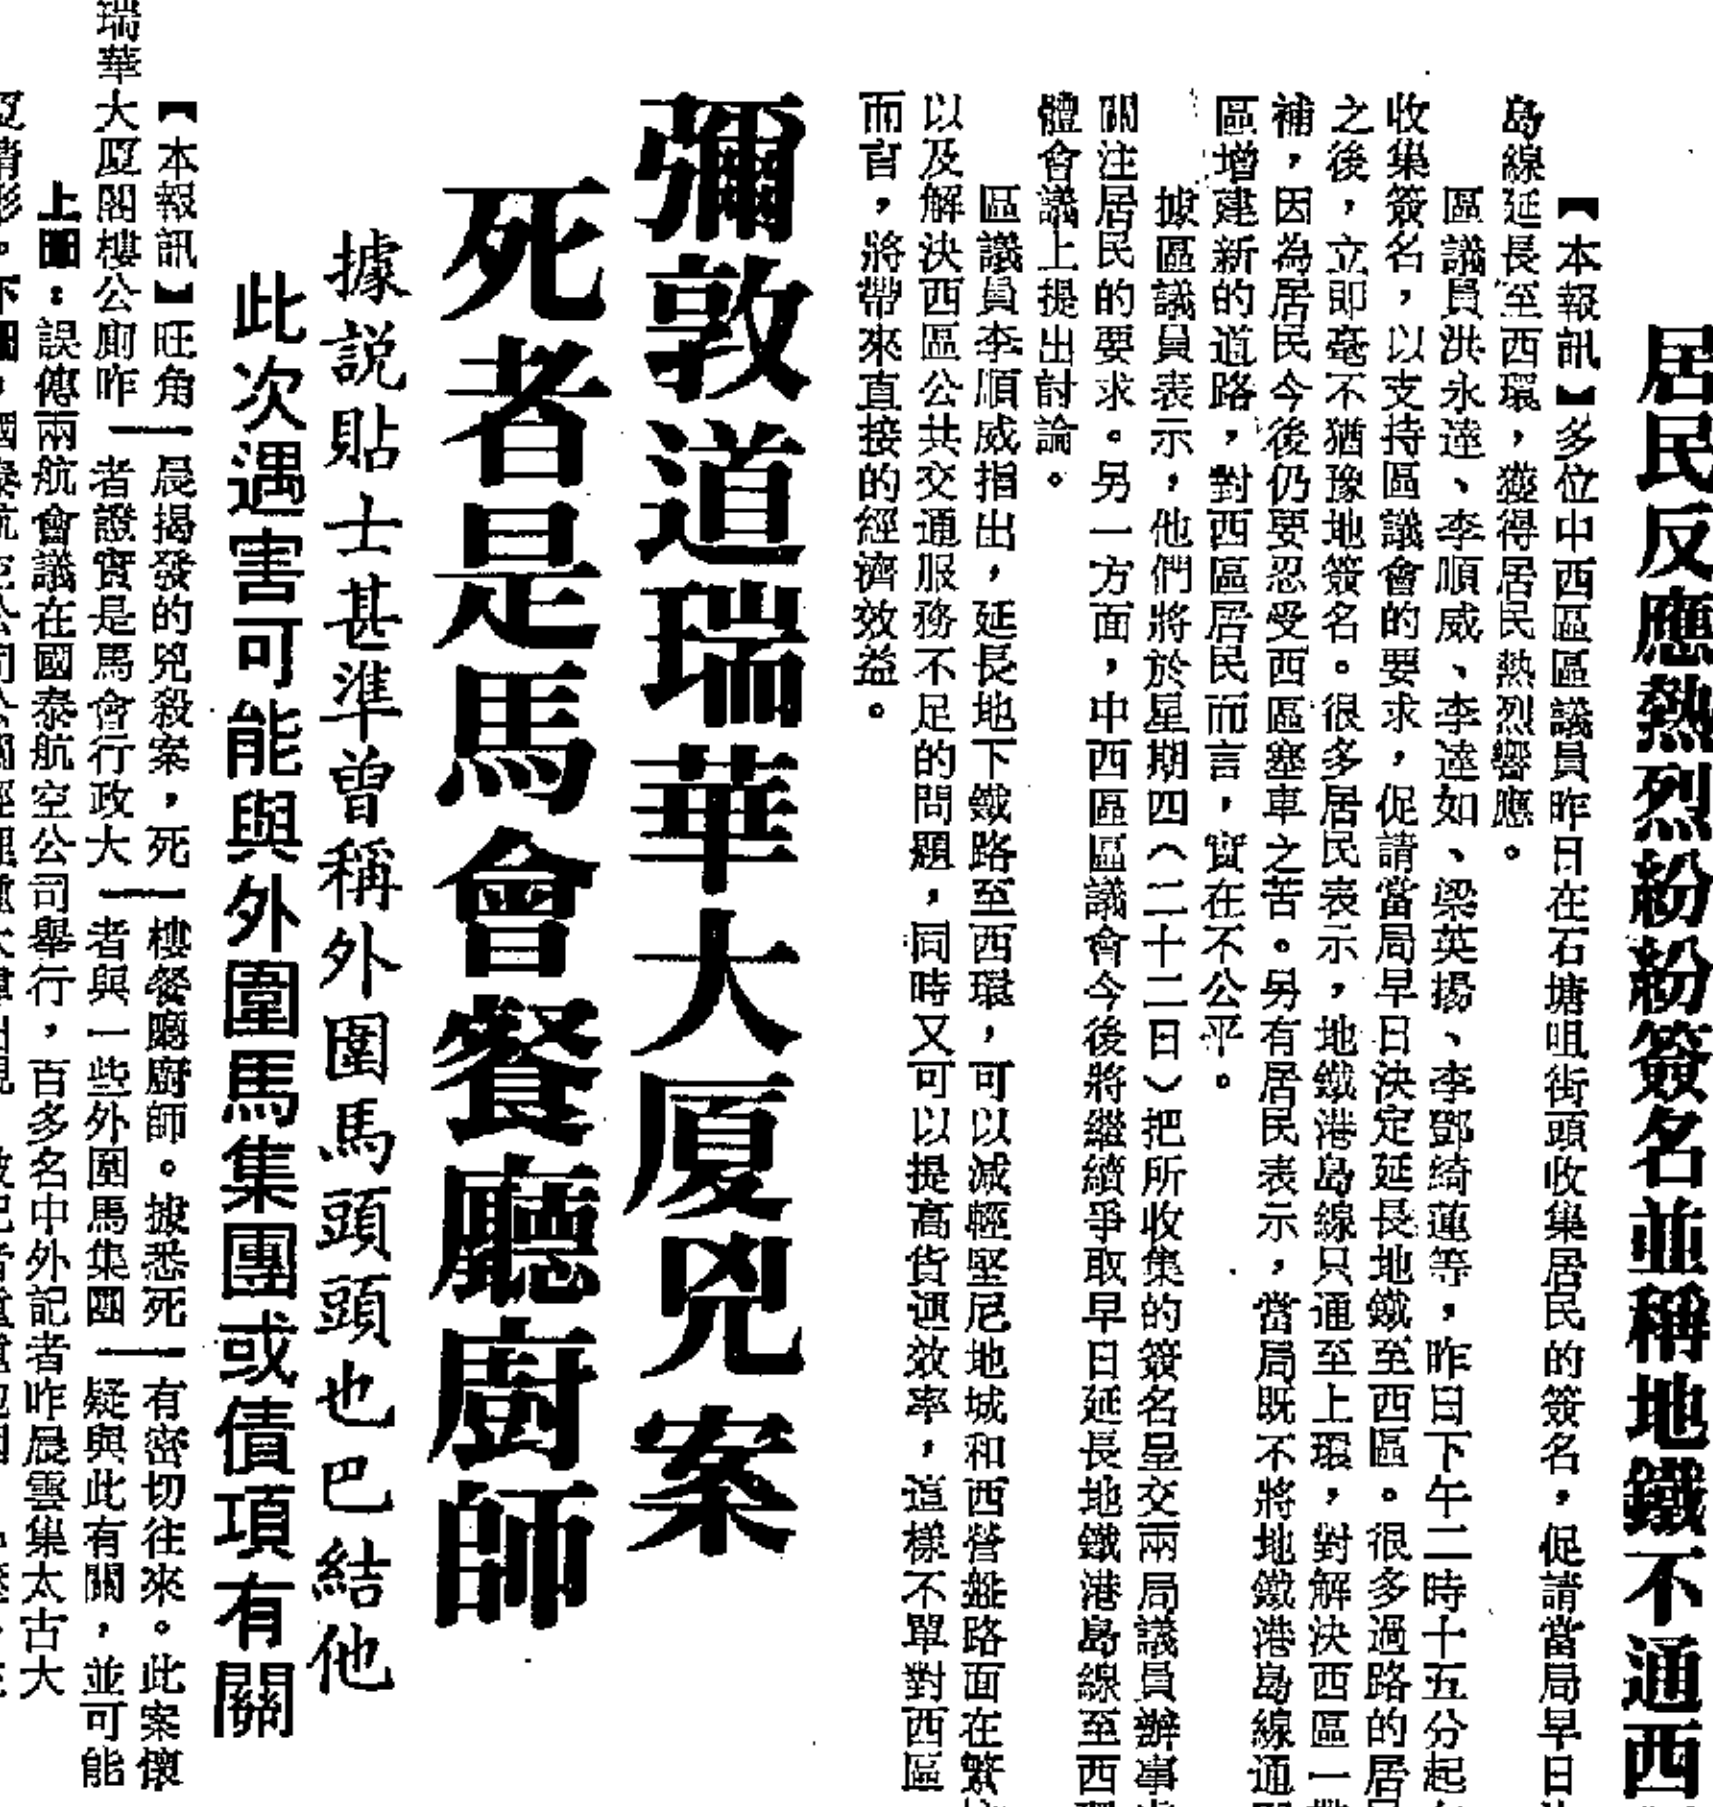 居民反應熱烈紛紛簽名並稱地鐵不通西
【本報訊】多位中西區區議員昨日在石塘咀街頭收集居民的簽名，促請當局早日
島線延長至西環，獲得居民熱烈響應。
區議員洪永達、李順威、李達如、梁英揚、李鄧綺蓮等，昨日下午二時十五分起
收集簽名，以支持區議會的要求，促請當局早日決定延長地鐵至西區。很多過路的居
之後，立即毫不猶豫地簽名。很多居民表示，地鐵港島線只通至上環，對解決西區一
補，因為居民今後仍要忍受西區塞車之苦。另有居民表示，當局既不將地鐵港島線通
區增建新的道路，對西區居民而言，實在不公平。
據區議員表示，他們將於星期四（二十二日）把所收集的簽名呈交兩局議員辦事
關注居民的要求。另一方面，中西區區議會今後將繼續爭取早日延長地鐵港島線至西
體會議上提出討論。
區議員李順威指出，延長地下鐵路至西環，可以減輕堅尼地城和西營盤路面在繁
以及解決西區公共交通服務不足的問題，同時又可以提高貨運效率，這樣不單對西區
而言，將帶來直接的經濟效益。
彌敦道瑞華大厦兇案
死者是馬會餐廳廚師
據説貼士甚準曾稱外圍馬頭頭也巴結他
此次遇害可能與外圍馬集團或債項有關
【本報訊】旺角
瑞華大厦閣樓公廁昨
晨揭發的兇殺案，死
者證實是馬會行政大
樓餐廳廚師。據悉死
者與一些外圍馬集團
有密切往來。此案懷
疑與此有關，並可能
上圖：誤傳兩航會議在國泰航空公司舉行，百多名中外記者昨晨雲集太古大